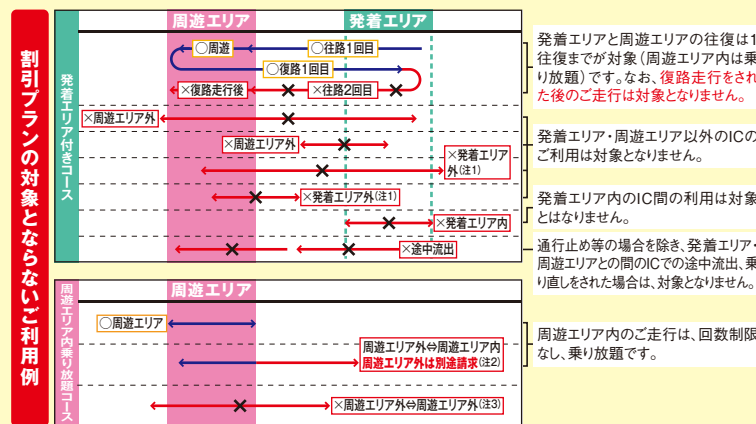 割引プランの対象とならないご利用例
発着エリア付きコース
周遊エリア
発着エリア
○周遊
○往路1回目
○復路1回目
×復路走行後
×往路2回目
×周遊エリア外
×周遊エリア外
×発着エリア
外(注1)
×発着エリア外(注1)
×発着エリア内
×途中流出
発着エリアと周遊エリアの往復は1
往復までが対象(周遊エリア内は乗
り放題)です。なお、復路走行をされ
た後のご走行は対象となりません。
発着エリア・周遊エリア以外のICの
ご利用は対象となりません。
発着エリア内のIC間の利用は対象
とはなりません。
通行止め等の場合を除き、発着エリア・
周遊エリアとの間のICでの途中流出、乗
り直しをされた場合は、対象となりません。
周遊エリア内乗り放題コース
周遊エリア
○周遊エリア
周遊エリア外⇔周遊エリア内
周遊エリア外は別途請求(注2)
×周遊エリア外⇔周遊エリア外(注3)
周遊エリア内のご走行は、回数制限
なし、乗り放題です。